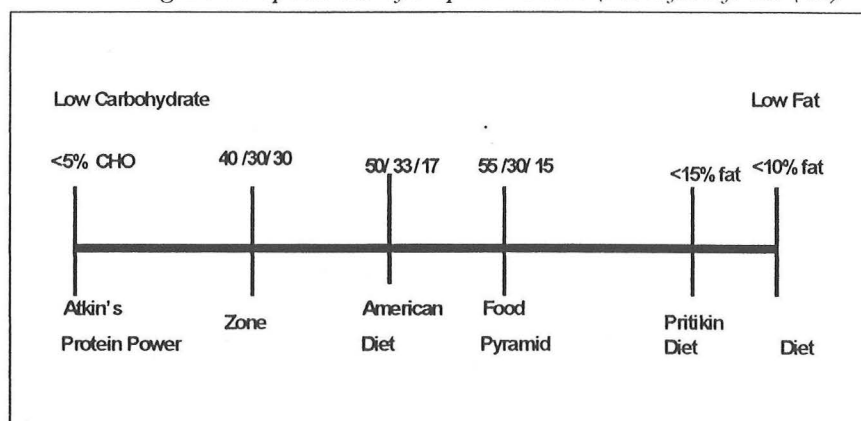 Low Carbohydrate Low Fat
<5% CHO 40 /30/ 30 50/ 33/ 17 55 /30/ 15 <15% fat <10% fat
Atkin's
Protein Power
Zone
American
Diet
Food
Pyramid
Pritikin
Diet
Diet